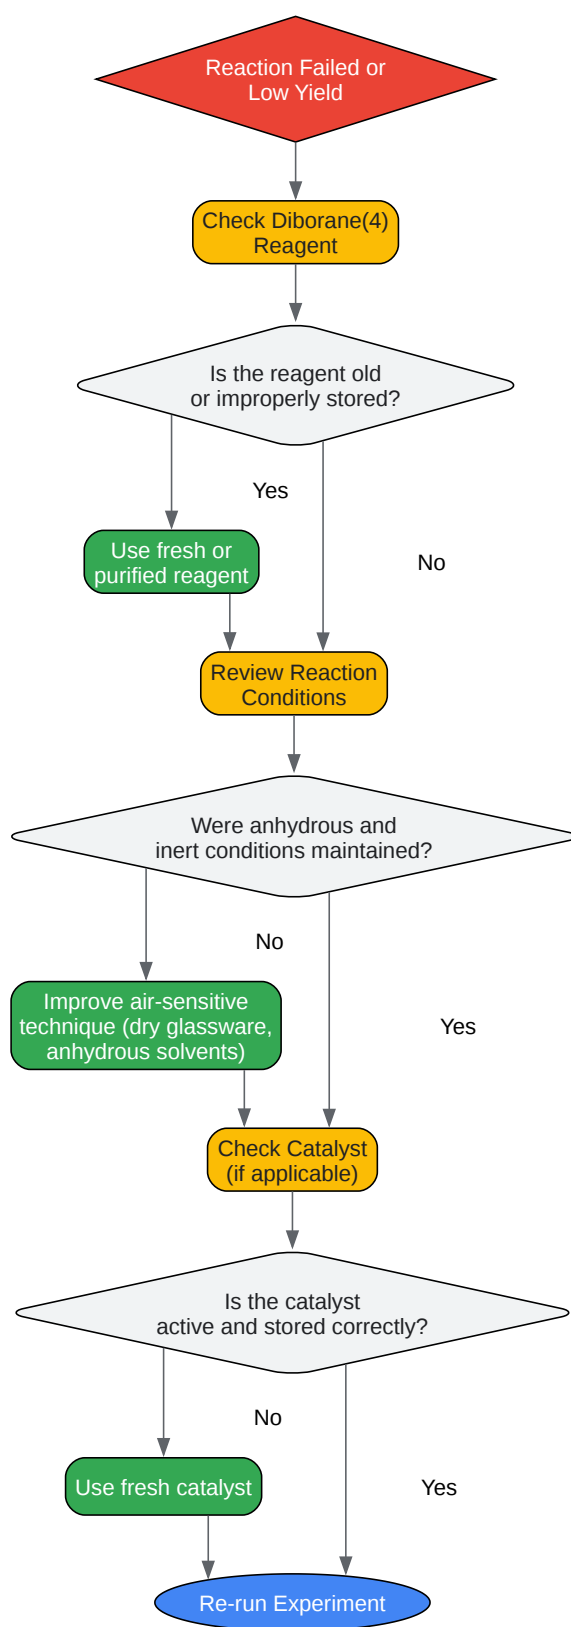 Reaction Failed or
Low Yield
Check Diborane(4)
Reagent
Is the reagent old
or improperly stored?
Yes
Use fresh or
purified reagent
No
Review Reaction
Conditions
Were anhydrous and
inert conditions maintained?
No
Improve air-sensitive
technique (dry glassware,
anhydrous solvents)
Yes
Check Catalyst
(if applicable)
Is the catalyst
active and stored correctly?
No
Use fresh catalyst
Yes
Re-run Experiment